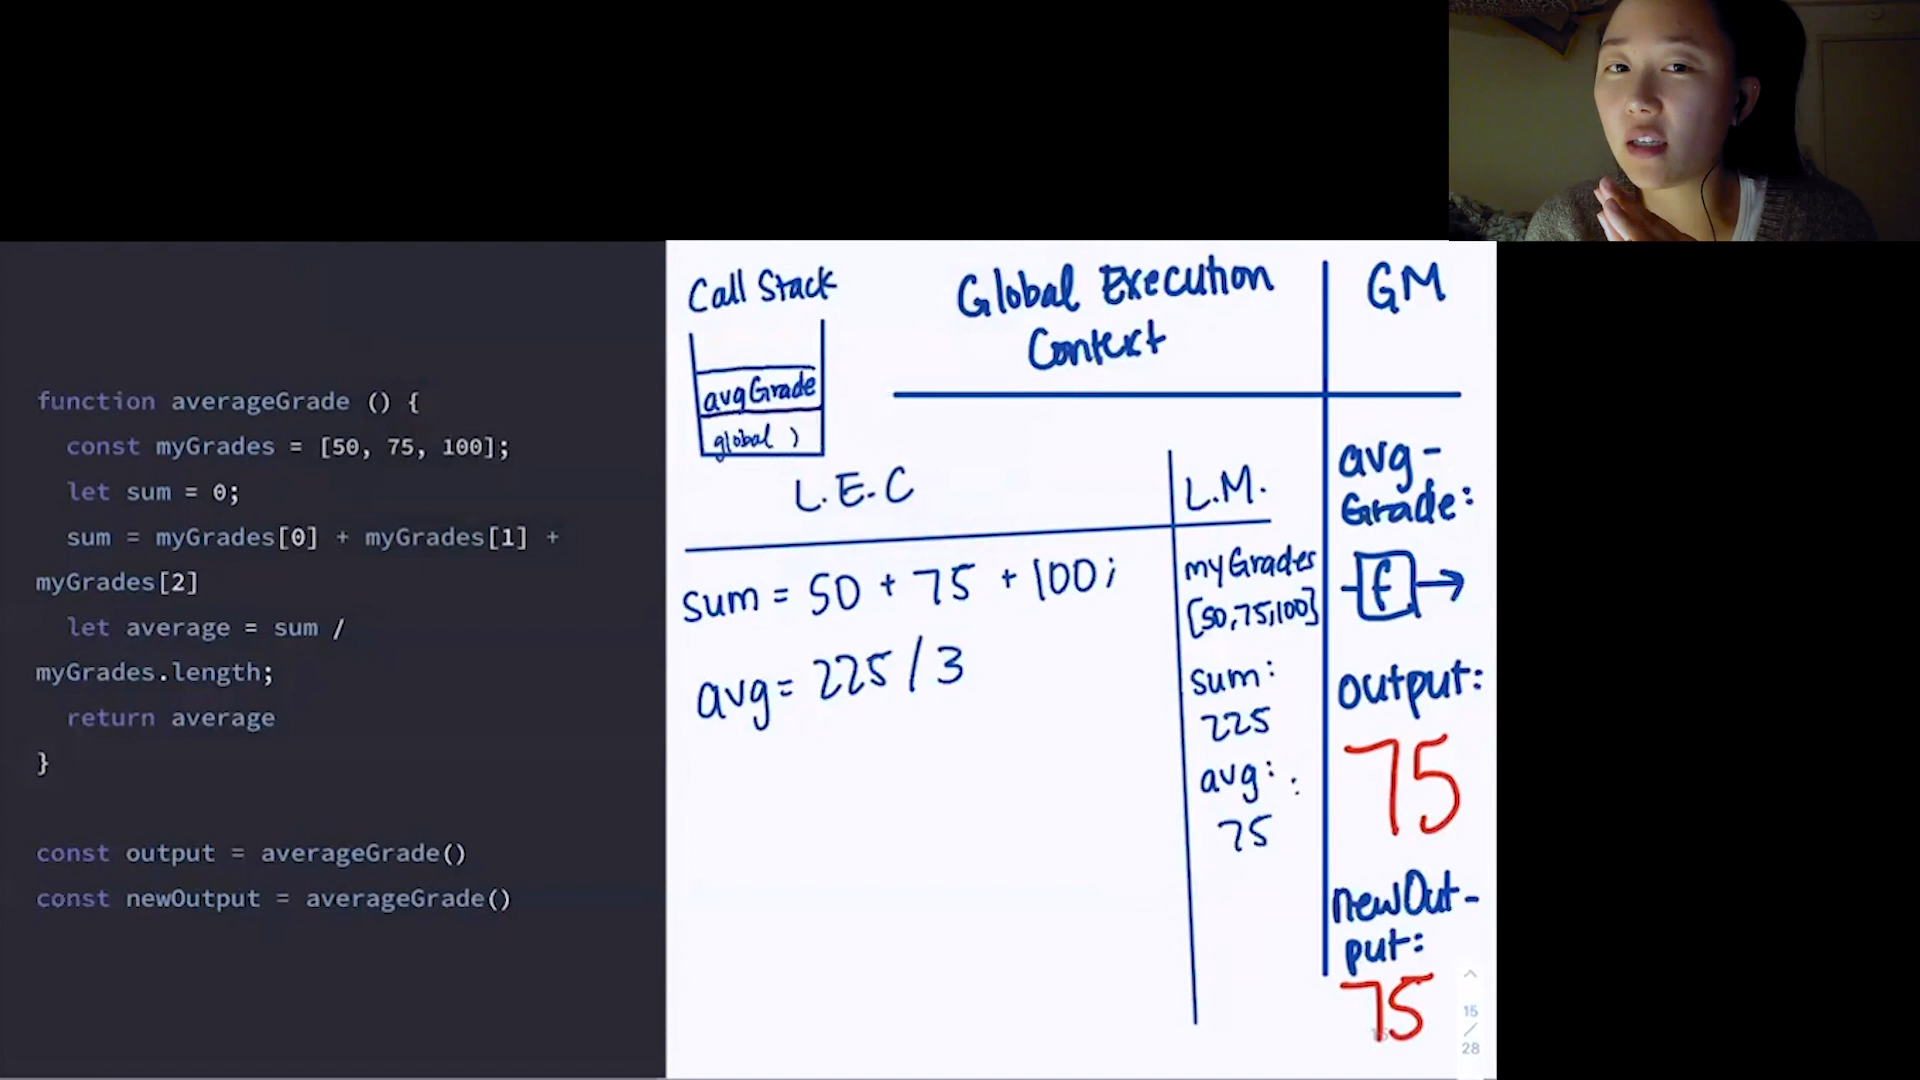 function averageGrade () {
const myGrades = [50, 75, 100];
let sum = 0;
sum = myGrades[0] + myGrades[1] +
myGrades[2]
let average = sum /
myGrades.length;
return average
}
const output = averageGrade()
const newOutput = averageGrade()
Call Stack
avgGrade
global )
Global Execution
Context
GM
L.E.C
L.M.
sum = 50 + 75 + 100;
avg = 225 / 3
myGrades
[50,75,100]
sum:
225
avg: :
75
avg-
Grade:
f
output:
75
newOut-
put:
75
15
/
28